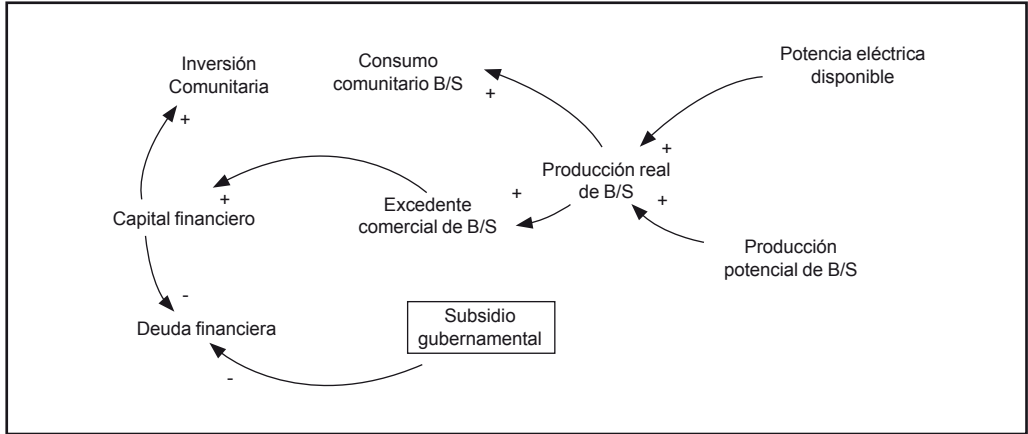 Inversión
Comunitaria
+
Consumo
comunitario B/S
+
Potencia eléctrica
disponible
+
Producción real
de B/S
+
+
Capital financiero
+
Excedente
comercial de B/S
Producción
potencial de B/S
-
Deuda financiera
-
Subsidio
gubernamental